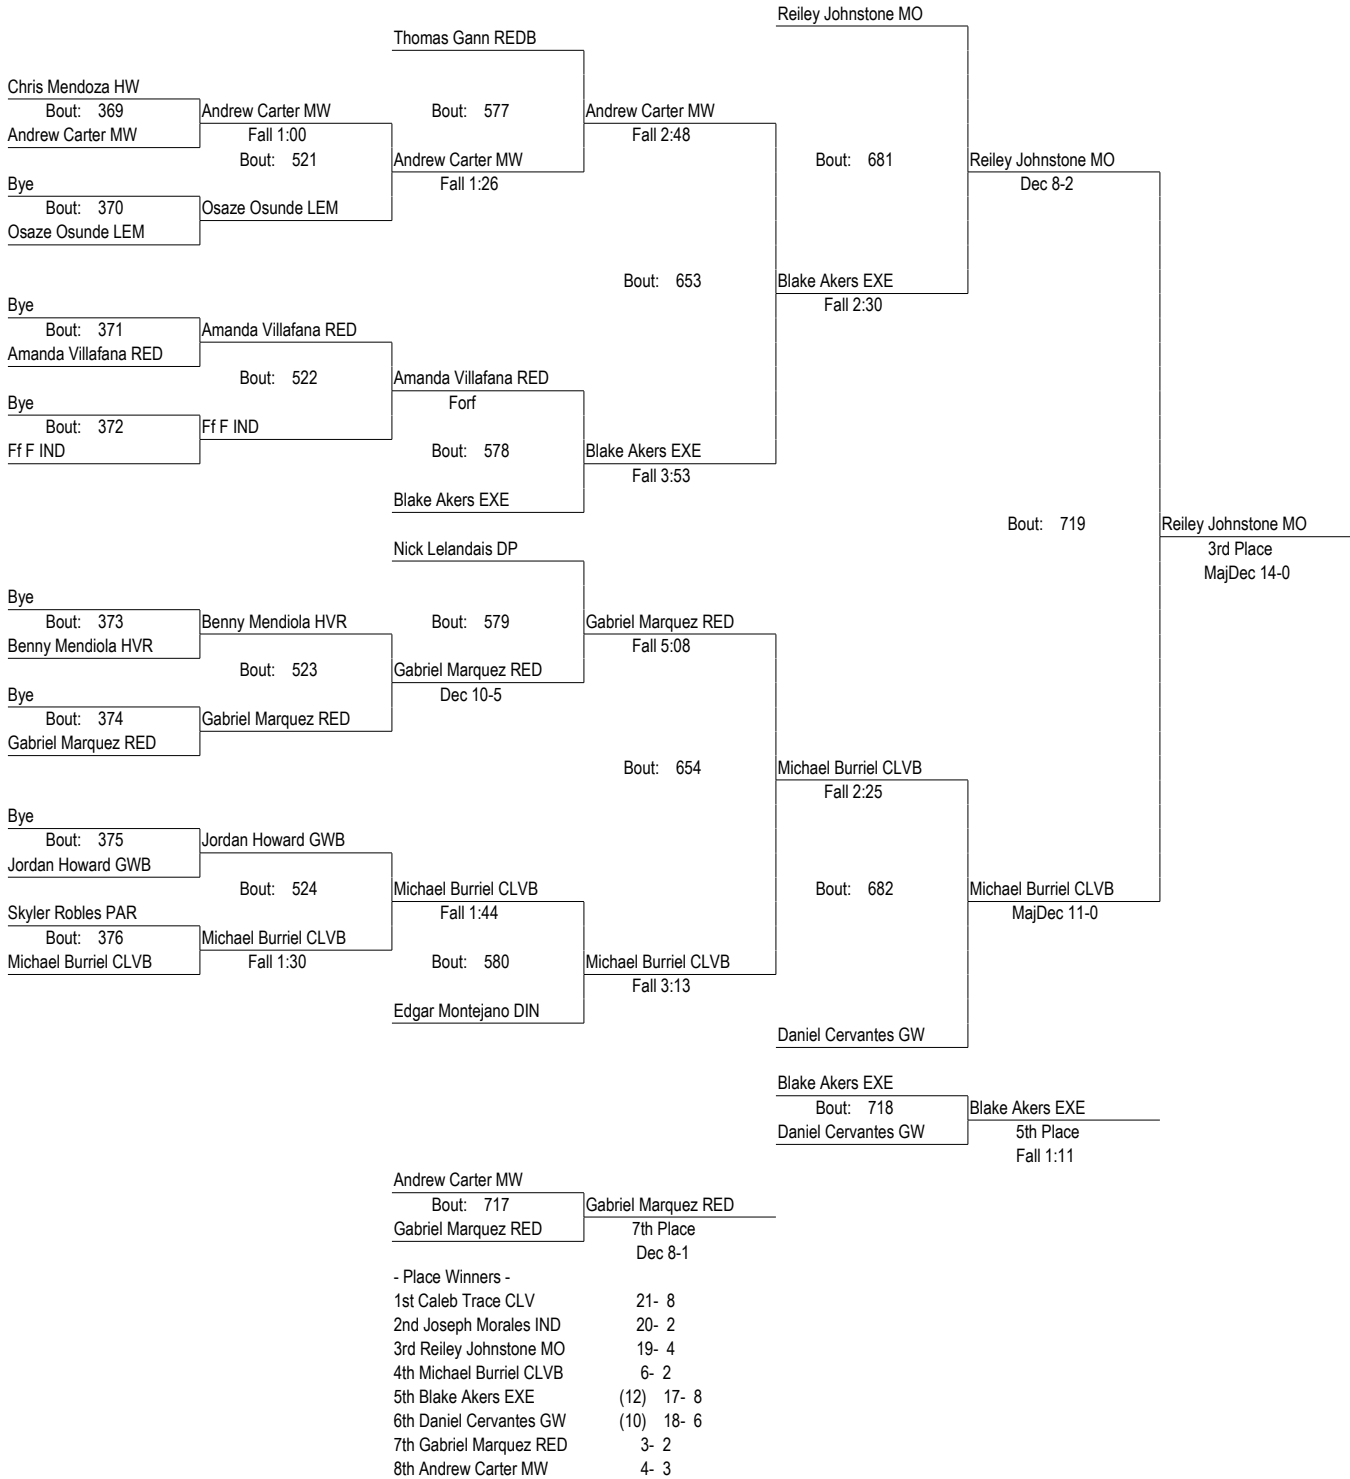 Reiley Johnstone MO
Thomas Gann REDB
Chris Mendoza HW
Bout: 369
Andrew Carter MW
Andrew Carter MW
Fall 1:00
Bout: 577
Andrew Carter MW
Fall 2:48
Bout: 521
Andrew Carter MW
Fall 1:26
Bout: 681
Reiley Johnstone MO
Dec 8-2
Bye
Bout: 370
Osaze Osunde LEM
Osaze Osunde LEM
Bout: 653
Blake Akers EXE
Fall 2:30
Bye
Bout: 371
Amanda Villafana RED
Amanda Villafana RED
Bout: 522
Amanda Villafana RED
Forf
Bye
Bout: 372
Ff F IND
Ff F IND
Bout: 578
Blake Akers EXE
Fall 3:53
Blake Akers EXE
Bout: 719
Reiley Johnstone MO
3rd Place
MajDec 14-0
Nick Lelandais DP
Bye
Bout: 373
Benny Mendiola HVR
Benny Mendiola HVR
Bout: 579
Gabriel Marquez RED
Fall 5:08
Bout: 523
Gabriel Marquez RED
Dec 10-5
Bye
Bout: 374
Gabriel Marquez RED
Gabriel Marquez RED
Bout: 654
Michael Burriel CLVB
Fall 2:25
Bye
Bout: 375
Jordan Howard GWB
Jordan Howard GWB
Bout: 524
Michael Burriel CLVB
Fall 1:44
Bout: 682
Michael Burriel CLVB
MajDec 11-0
Skyler Robles PAR
Bout: 376
Michael Burriel CLVB
Michael Burriel CLVB
Fall 1:30
Bout: 580
Michael Burriel CLVB
Fall 3:13
Edgar Montejano DIN
Daniel Cervantes GW
Blake Akers EXE
Bout: 718
Daniel Cervantes GW
Blake Akers EXE
5th Place
Fall 1:11
Andrew Carter MW
Bout: 717
Gabriel Marquez RED
Gabriel Marquez RED
7th Place
Dec 8-1
- Place Winners -
1st Caleb Trace CLV 21- 8
2nd Joseph Morales IND 20- 2
3rd Reiley Johnstone MO 19- 4
4th Michael Burriel CLVB 6- 2
5th Blake Akers EXE (12) 17- 8
6th Daniel Cervantes GW (10) 18- 6
7th Gabriel Marquez RED 3- 2
8th Andrew Carter MW 4- 3